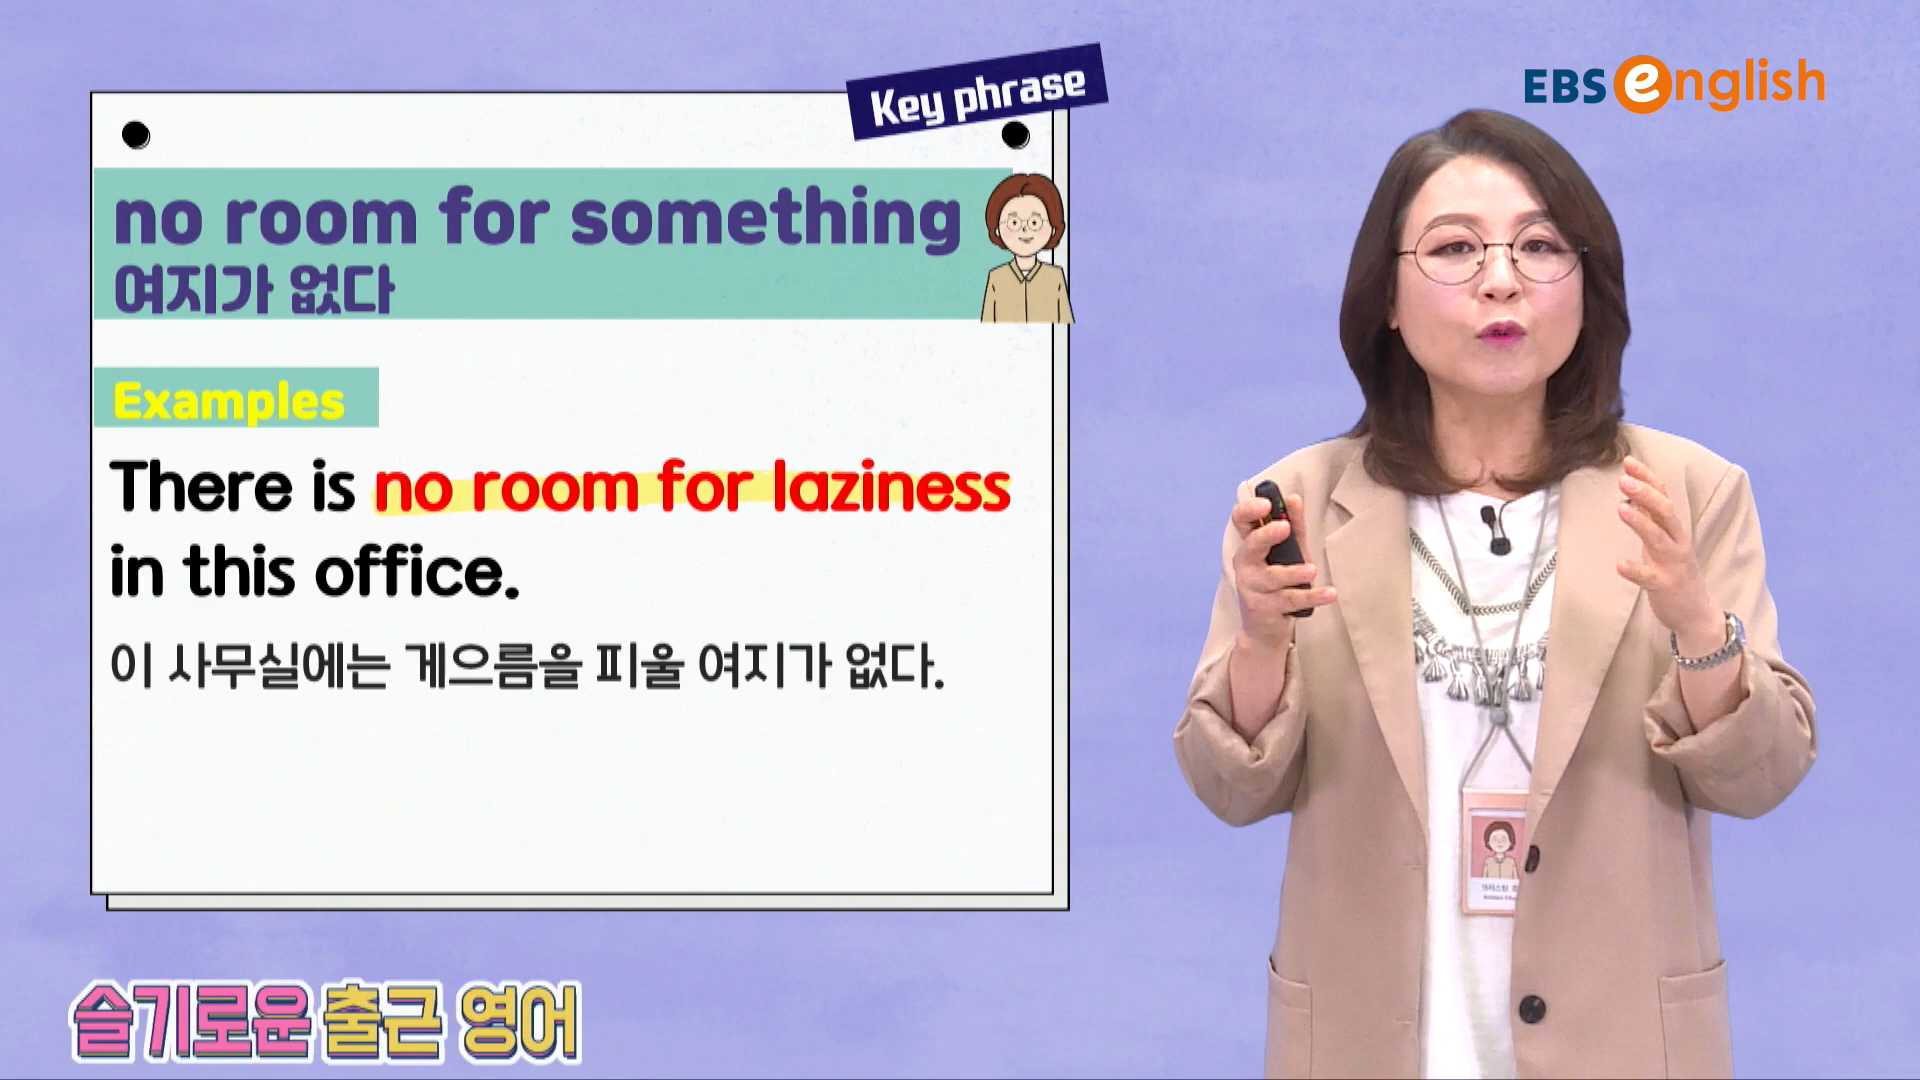 Key phrase
EBS English
no room for something
여지가 없다
Examples
There is no room for laziness
in this office.
이 사무실에는 게으름을 피울 여지가 없다.
슬기로운 출근 영어